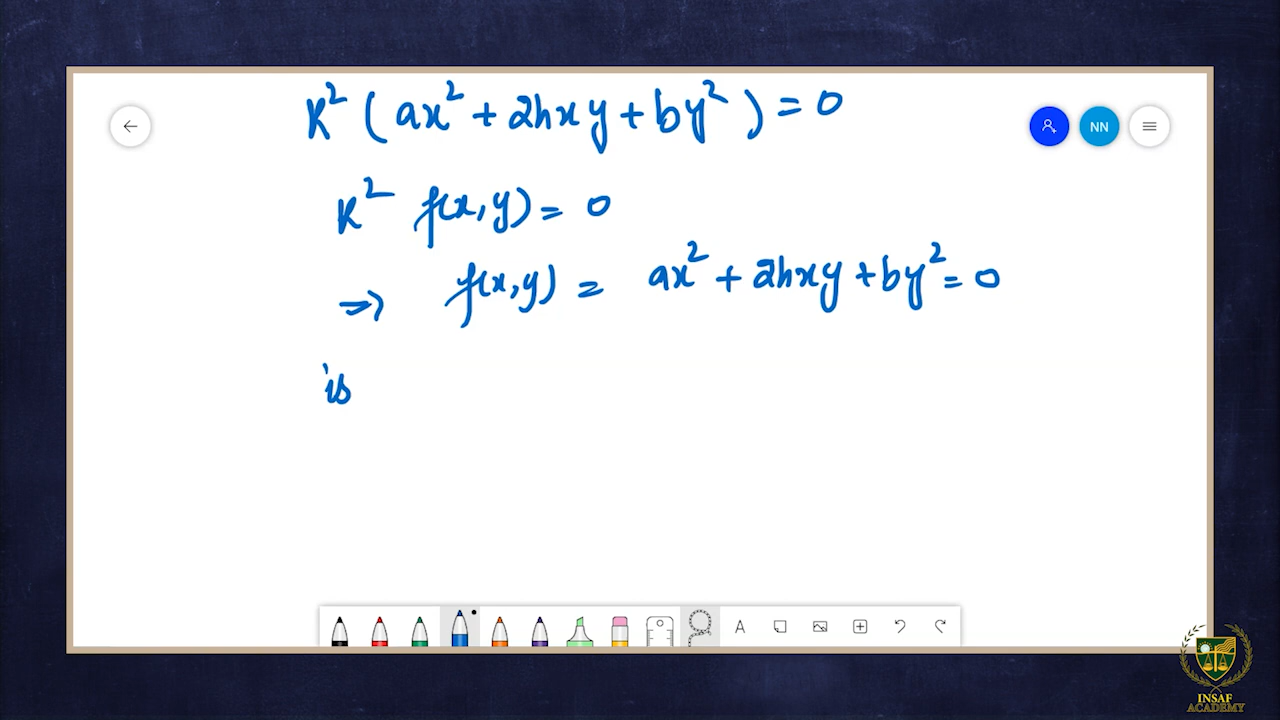 K² (ax² + 2hxy + by²) = 0
NN
K² f(x,y) = 0
⇒ f(x,y) = ax² + 2hxy + by² = 0
is
A
INSAF
ACADEMY